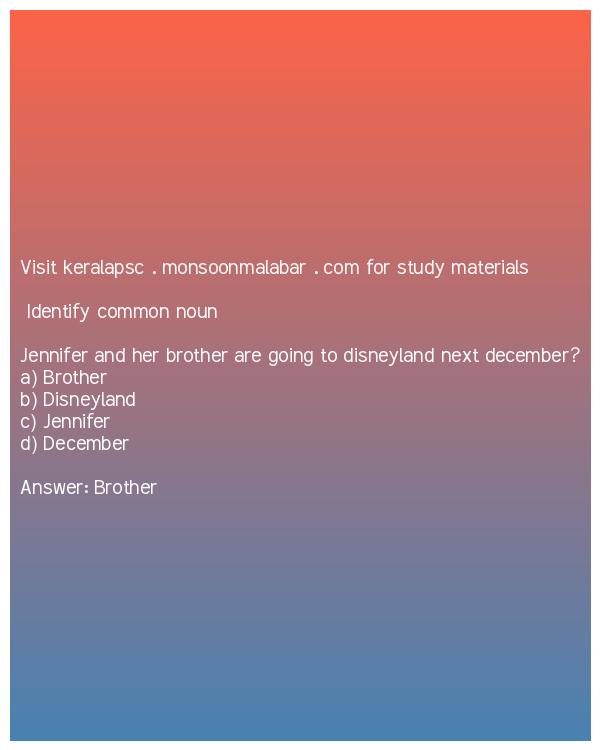 Visit keralapsc . monsoonmalabar . com for study materials
Identify common noun
Jennifer and her brother are going to disneyland next december?
a) Brother
b) Disneyland
c) Jennifer
d) December
Answer: Brother